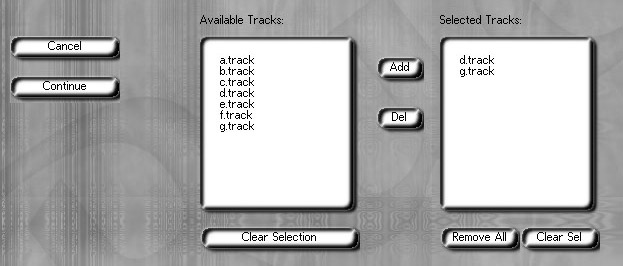 Available Tracks:
Selected Tracks:
Cancel
Continue
a.track
b.track
c.track
d.track
e.track
f.track
g.track
Add
Del
d.track
g.track
Clear Selection
Remove All
Clear Sel